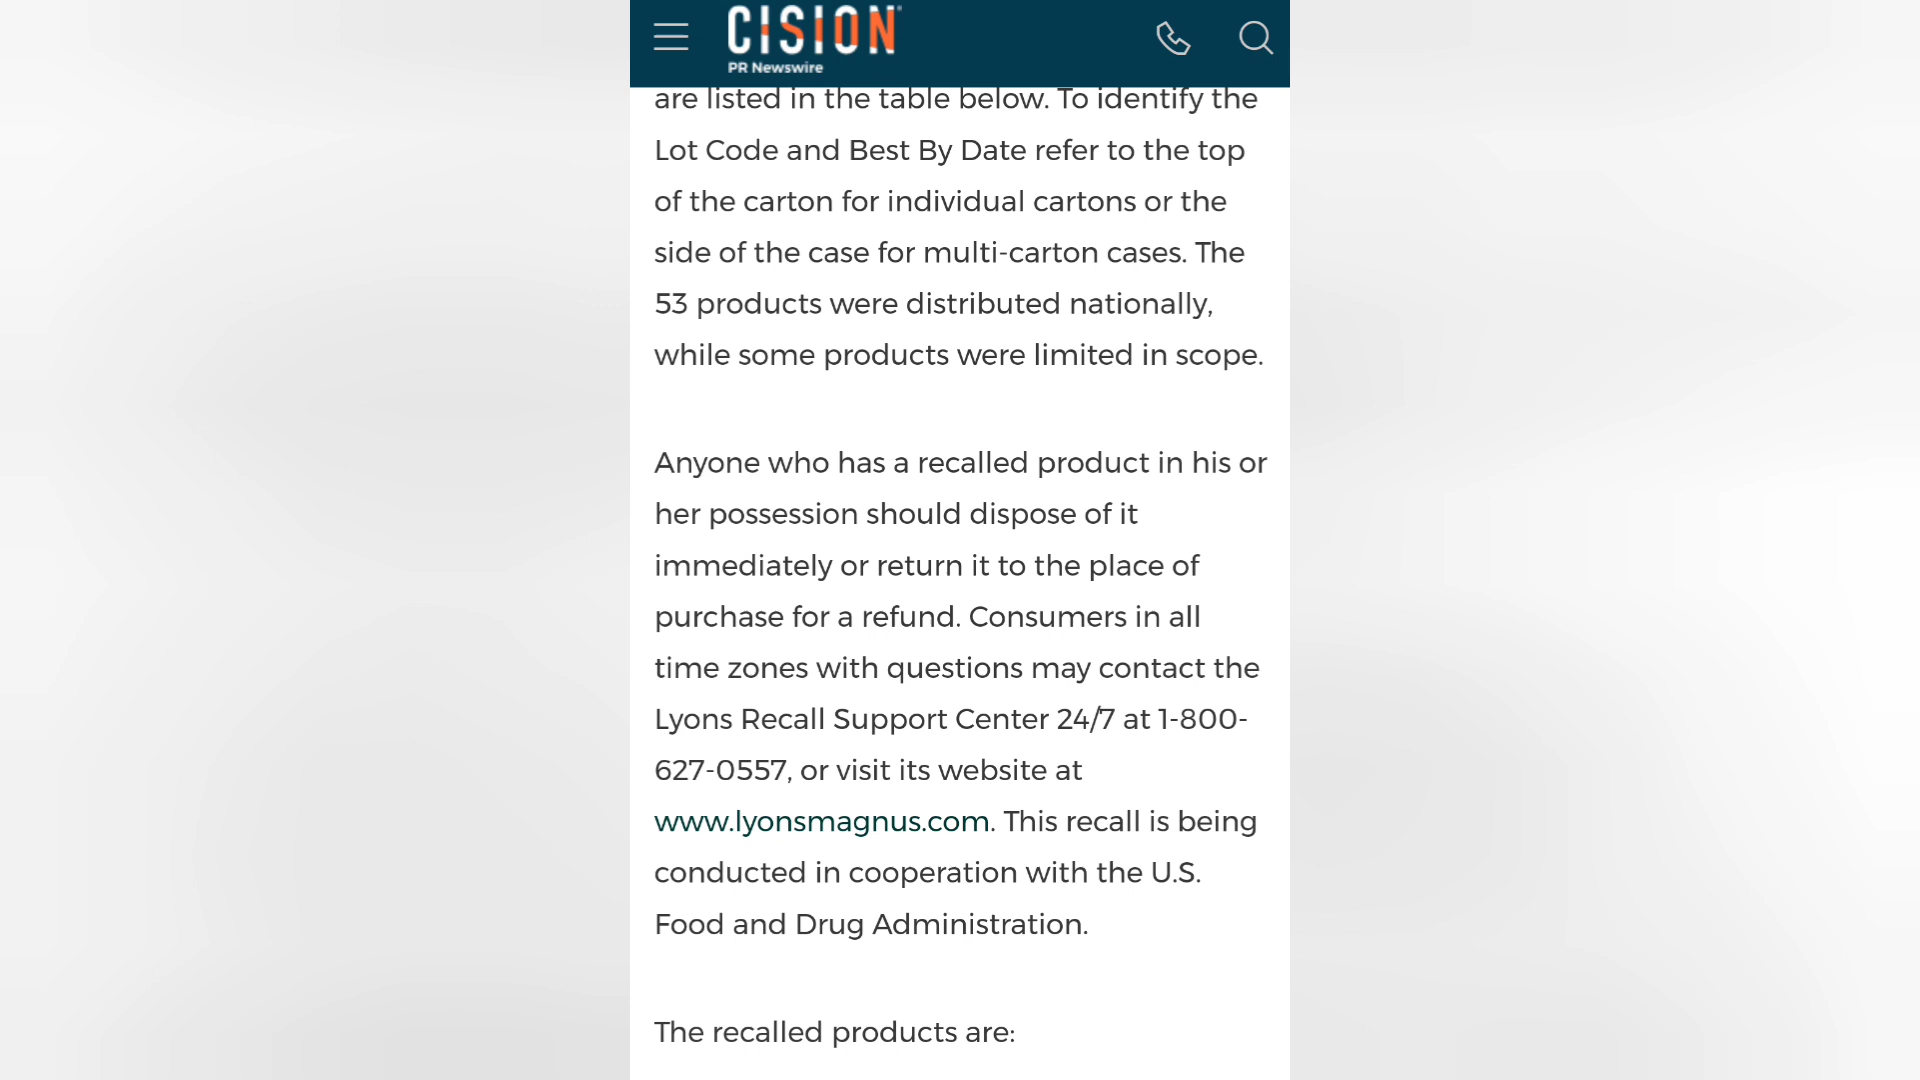 CISION
PR Newswire
are listed in the table below. To identify the
Lot Code and Best By Date refer to the top
of the carton for individual cartons or the
side of the case for multi-carton cases. The
53 products were distributed nationally,
while some products were limited in scope.
Anyone who has a recalled product in his or
her possession should dispose of it
immediately or return it to the place of
purchase for a refund. Consumers in all
time zones with questions may contact the
Lyons Recall Support Center 24/7 at 1-800-
627-0557, or visit its website at
www.lyonsmagnus.com. This recall is being
conducted in cooperation with the U.S.
Food and Drug Administration.
The recalled products are: